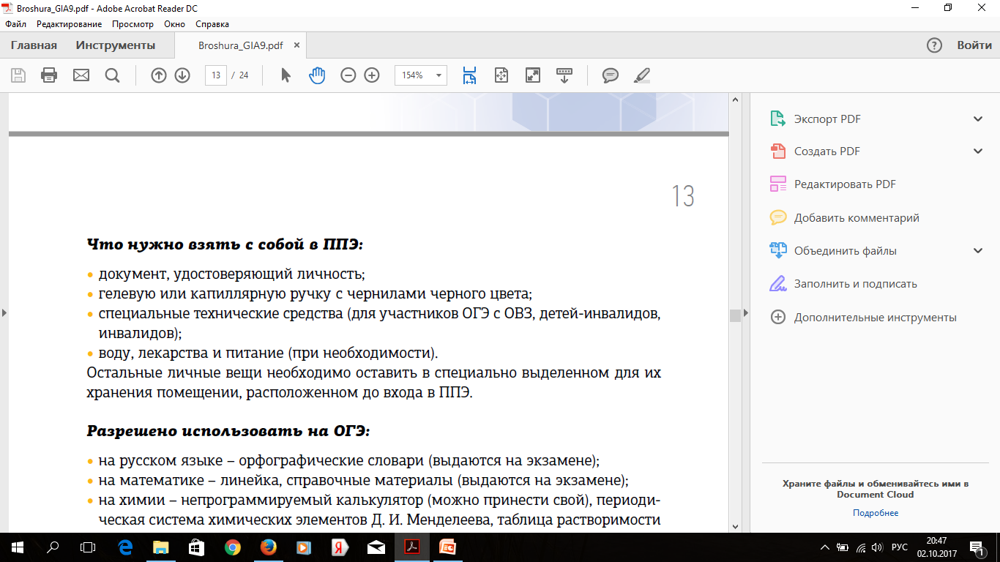 Broshura_GIA9.pdf - Adobe Acrobat Reader DC
Файл Редактирование Просмотр Окно Справка
Главная Инструменты Broshura_GIA9.pdf × ? Войти
13 / 24 154%
13
Что нужно взять с собой в ППЭ:
• документ, удостоверяющий личность;
• гелевую или капиллярную ручку с чернилами черного цвета;
• специальные технические средства (для участников ОГЭ с ОВЗ, детей-инвалидов,
инвалидов);
• воду, лекарства и питание (при необходимости).
Остальные личные вещи необходимо оставить в специально выделенном для их
хранения помещении, расположенном до входа в ППЭ.
Разрешено использовать на ОГЭ:
• на русском языке – орфографические словари (выдаются на экзамене);
• на математике – линейка, справочные материалы (выдаются на экзамене);
• на химии – непрограммируемый калькулятор (можно принести свой), периоди-
ческая система химических элементов Д. И. Менделеева, таблица растворимости
Экспорт PDF
Создать PDF
Редактировать PDF
Добавить комментарий
Объединить файлы
Заполнить и подписать
Дополнительные инструменты
Храните файлы и обменивайтесь ими в
Document Cloud
Подробнее
РУС
20:47
02.10.2017
1